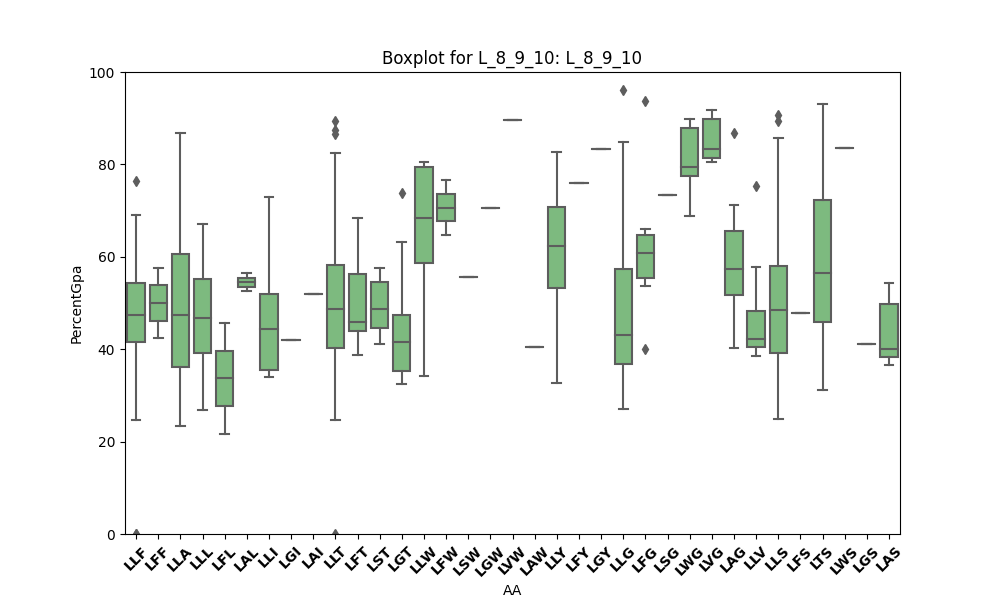 Boxplot for L_8_9_10: L_8_9_10
100
80
60
40
20
0
PercentGpa
LLF LFF LLA LLL LFL LAL LLI LGI LAI LLT LFT LST LGT LLW LFW LSW LGW LVW LAW LLY LFY LGY LLG LFG LSG LWG LVG LAG LLV LLS LFS LTS LWS LGS LAS
AA